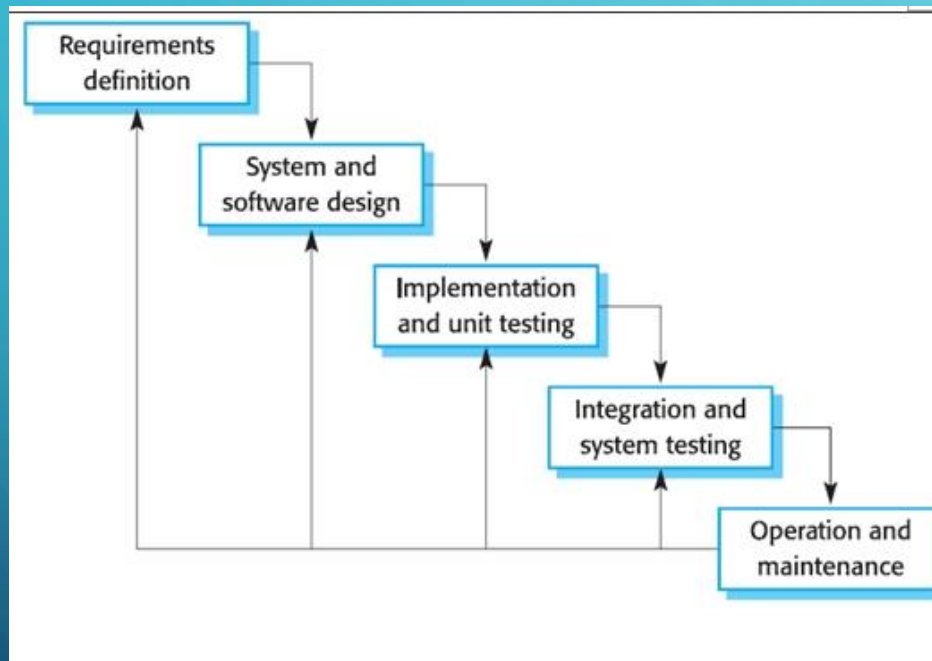 Requirements
definition
System and
software design
Implementation
and unit testing
Integration and
system testing
Operation and
maintenance